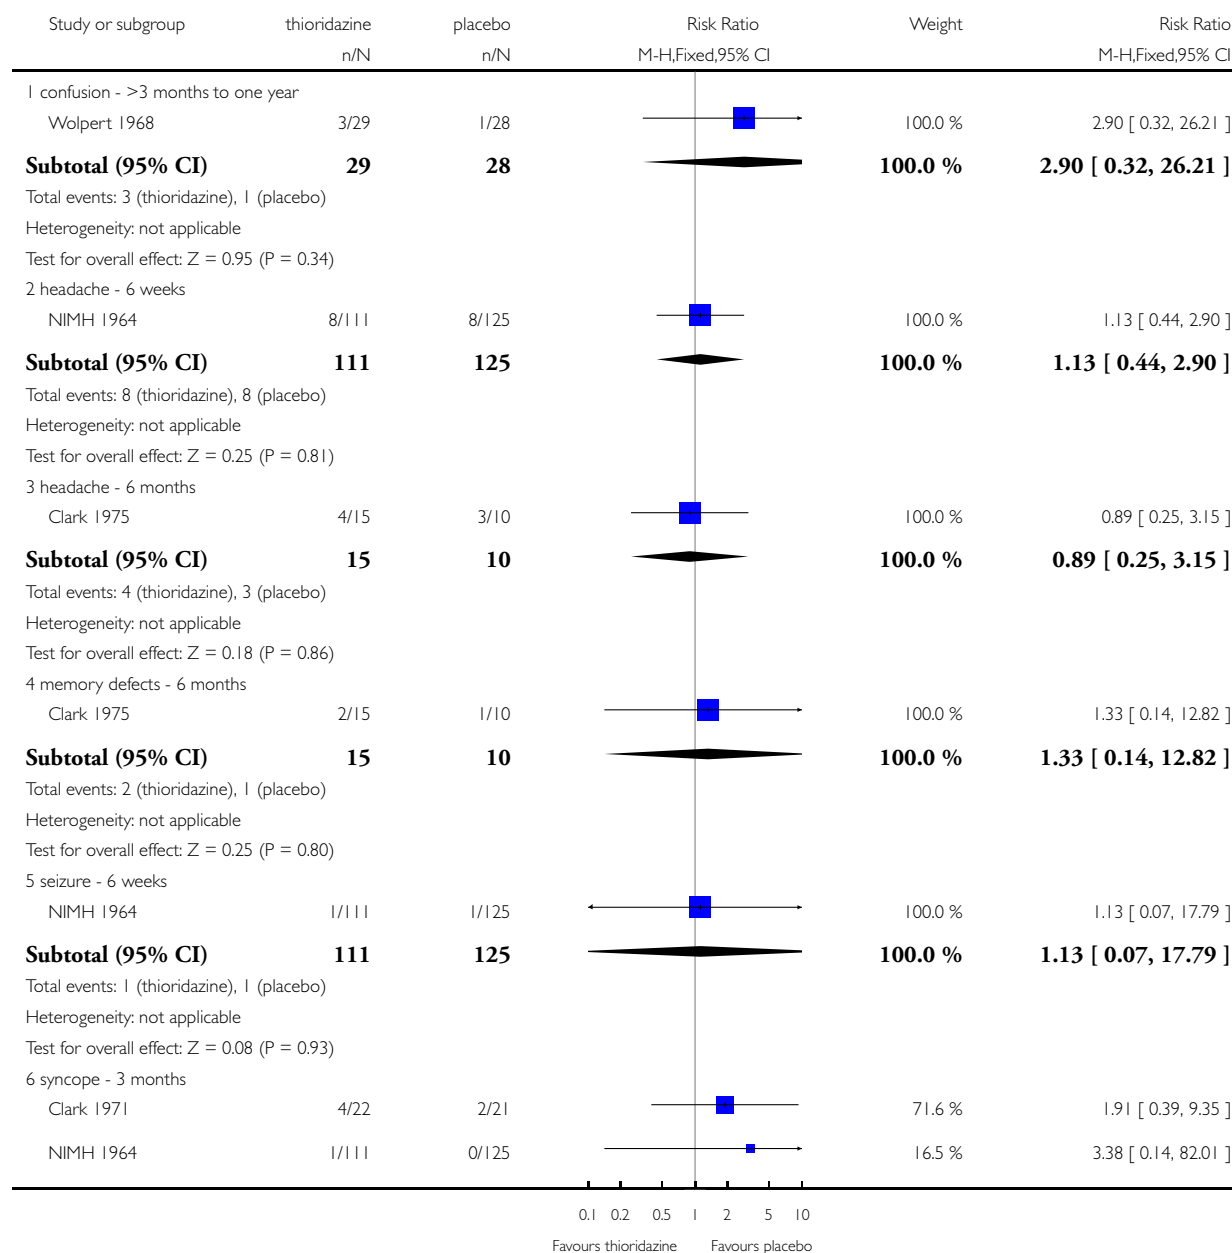 Study or subgroup thioridazine placebo Risk Ratio Weight Risk Ratio
n/N n/N M-H,Fixed,95% CI M-H,Fixed,95% CI
1 confusion - >3 months to one year
Wolpert 1968 3/29 1/28 100.0 % 2.90 [ 0.32, 26.21 ]
Subtotal (95% CI) 29 28 100.0 % 2.90 [ 0.32, 26.21 ]
Total events: 3 (thioridazine), 1 (placebo)
Heterogeneity: not applicable
Test for overall effect: Z = 0.95 (P = 0.34)
2 headache - 6 weeks
NIMH 1964 8/111 8/125 100.0 % 1.13 [ 0.44, 2.90 ]
Subtotal (95% CI) 111 125 100.0 % 1.13 [ 0.44, 2.90 ]
Total events: 8 (thioridazine), 8 (placebo)
Heterogeneity: not applicable
Test for overall effect: Z = 0.25 (P = 0.81)
3 headache - 6 months
Clark 1975 4/15 3/10 100.0 % 0.89 [ 0.25, 3.15 ]
Subtotal (95% CI) 15 10 100.0 % 0.89 [ 0.25, 3.15 ]
Total events: 4 (thioridazine), 3 (placebo)
Heterogeneity: not applicable
Test for overall effect: Z = 0.18 (P = 0.86)
4 memory defects - 6 months
Clark 1975 2/15 1/10 100.0 % 1.33 [ 0.14, 12.82 ]
Subtotal (95% CI) 15 10 100.0 % 1.33 [ 0.14, 12.82 ]
Total events: 2 (thioridazine), 1 (placebo)
Heterogeneity: not applicable
Test for overall effect: Z = 0.25 (P = 0.80)
5 seizure - 6 weeks
NIMH 1964 1/111 1/125 100.0 % 1.13 [ 0.07, 17.79 ]
Subtotal (95% CI) 111 125 100.0 % 1.13 [ 0.07, 17.79 ]
Total events: 1 (thioridazine), 1 (placebo)
Heterogeneity: not applicable
Test for overall effect: Z = 0.08 (P = 0.93)
6 syncope - 3 months
Clark 1971 4/22 2/21 71.6 % 1.91 [ 0.39, 9.35 ]
NIMH 1964 1/111 0/125 16.5 % 3.38 [ 0.14, 82.01 ]
0.1 0.2 0.5 1 2 5 10
Favours thioridazine Favours placebo